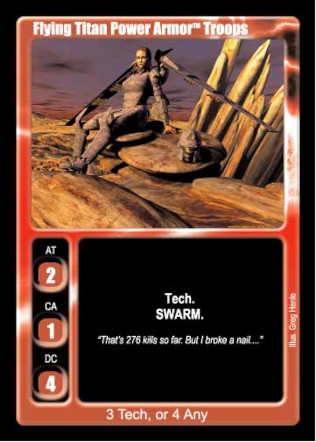 Flying Titan Power Armor™ Troops
AT
2
CA
1
DC
4
Tech.
SWARM.
"That's 276 kills so far. But I broke a nail...."
Illus. Greg Henle
3 Tech, or 4 Any